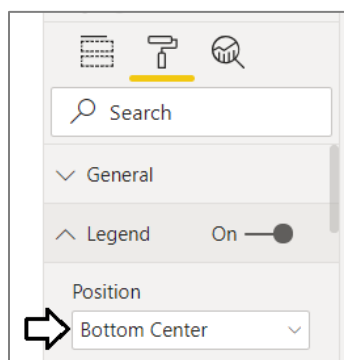 Search
General
Legend On
Position
Bottom Center